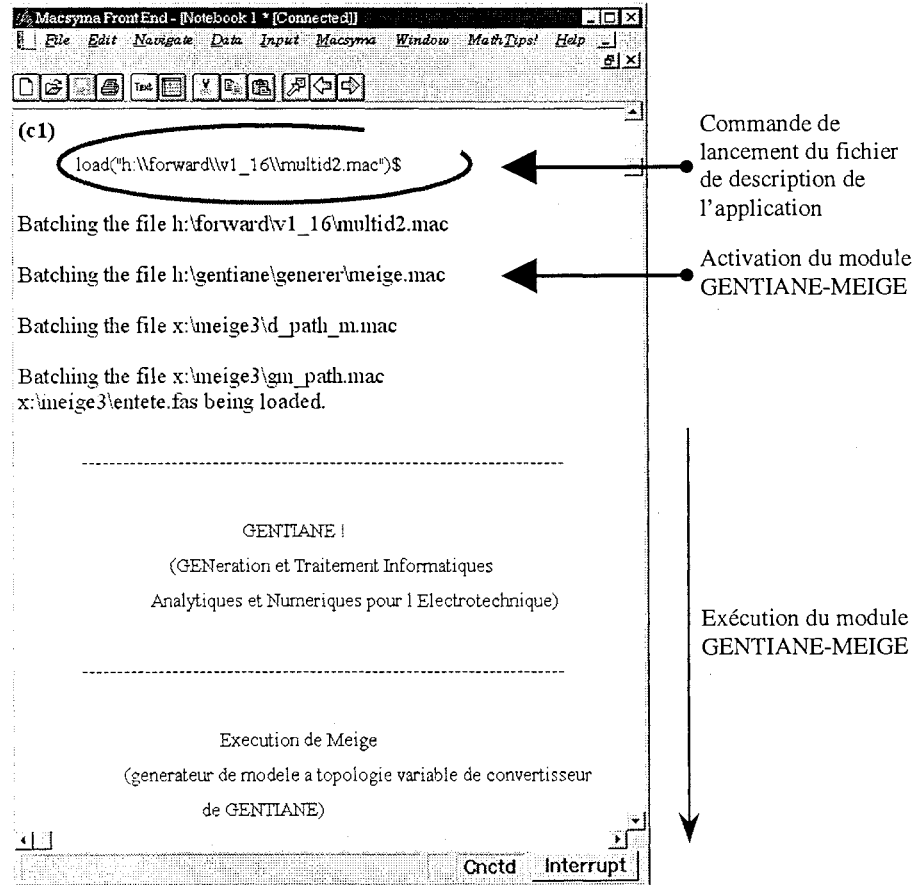 Macsyma Front End - [Notebook 1 * [Connected]]
File Edit Navigate Data Input Macsyma Window MathTips! Help
Text
(c1)
load("h:\\forward\\v1_16\\multid2.mac")$
Batching the file h:\forward\v1_16\multid2.mac
Batching the file h:\gentiane\generer\meige.mac
Batching the file x:\meige3\d_path_m.mac
Batching the file x:\meige3\gm_path.mac
x:\meige3\entete.fas being loaded.
GENTIANE !
(GENeration et Traitement Informatiques
Analytiques et Numeriques pour l Electrotechnique)
Execution de Meige
(generateur de modele a topologie variable de convertisseur
de GENTIANE)
Cnctd Interrupt
Commande de
lancement du fichier
de description de
l'application
Activation du module
GENTIANE-MEIGE
Exécution du module
GENTIANE-MEIGE